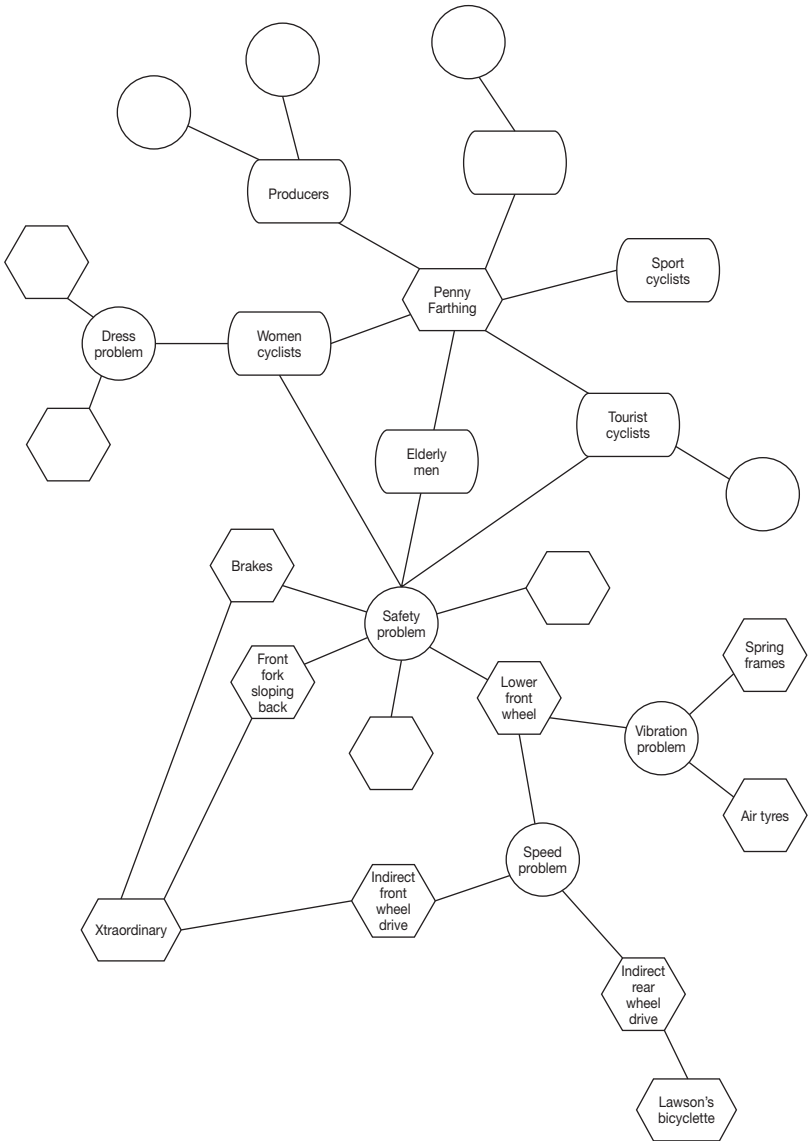 Producers
Sport
cyclists
Penny
Farthing
Women
cyclists
Dress
problem
Tourist
cyclists
Elderly
men
Brakes
Safety
problem
Spring
frames
Front
fork
sloping
back
Lower
front
wheel
Vibration
problem
Air tyres
Speed
problem
Indirect
front
wheel
drive
Xtraordinary
Indirect
rear
wheel
drive
Lawson's
bicyclette